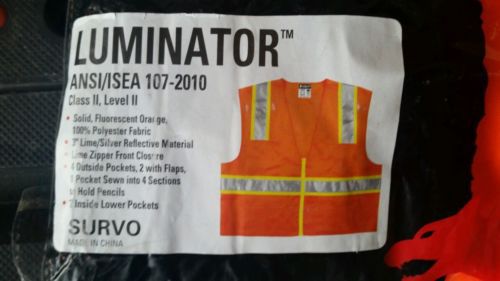 LUMINATOR™
ANSI/ISEA 107-2010
Class II, Level II
• Solid, Fluorescent Orange,
100% Polyester Fabric
• 3" Lime/Silver Reflective Material
• Lime Zipper Front Closure
• 4 Outside Pockets, 2 with Flaps,
1 Pocket Sewn into 4 Sections
to Hold Pencils
• 2 Inside Lower Pockets
SURVO
MADE IN CHINA